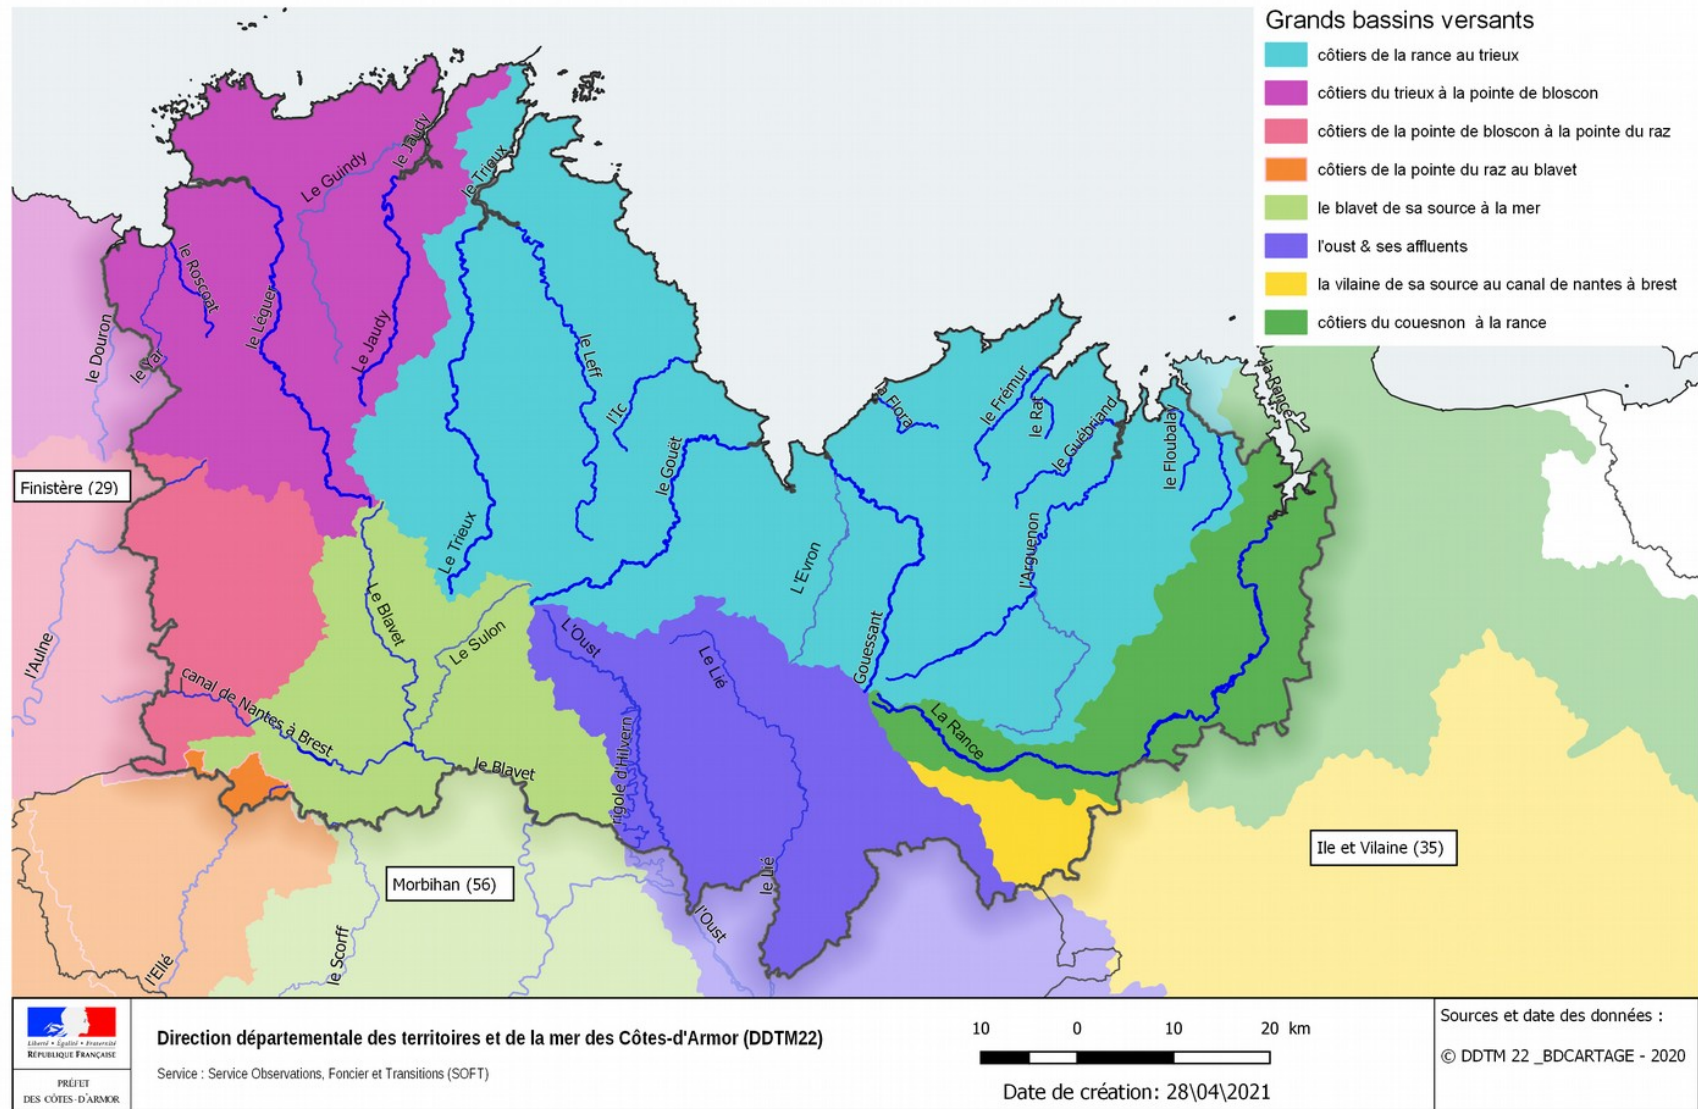 Grands bassins versants
côtiers de la rance au trieux
côtiers du trieux à la pointe de bloscon
côtiers de la pointe de bloscon à la pointe du raz
côtiers de la pointe du raz au blavet
le blavet de sa source à la mer
l'oust & ses affluents
la vilaine de sa source au canal de nantes à brest
côtiers du couesnon à la rance
le Jaudy
Le Guindy
le Trieux
le Roscoat
le Léguer
le Douron
le Yar
Le Jaudy
le Leff
l'Ic
la Flora
le Frémur
le Rat
le Guébriand
le Floubalay
la Rance
le Gouët
Finistère (29)
Le Trieux
L'Evron
l'Arguenon
l'Aulne
Le Blavet
Le Sulon
L'Oust
Le Lié
Gouessant
canal de Nantes à Brest
La Rance
le Blavet
rigole d'Hilvern
Ile et Vilaine (35)
Morbihan (56)
le Lié
l'Oust
l'Ellé
le Scorff
Liberté • Égalité • Fraternité
RÉPUBLIQUE FRANÇAISE
PRÉFET
DES CÔTES-D'ARMOR
Direction départementale des territoires et de la mer des Côtes-d'Armor (DDTM22)
Service : Service Observations, Foncier et Transitions (SOFT)
10 0 10 20 km
Date de création: 28\04\2021
Sources et date des données :
© DDTM 22 _BDCARTAGE - 2020